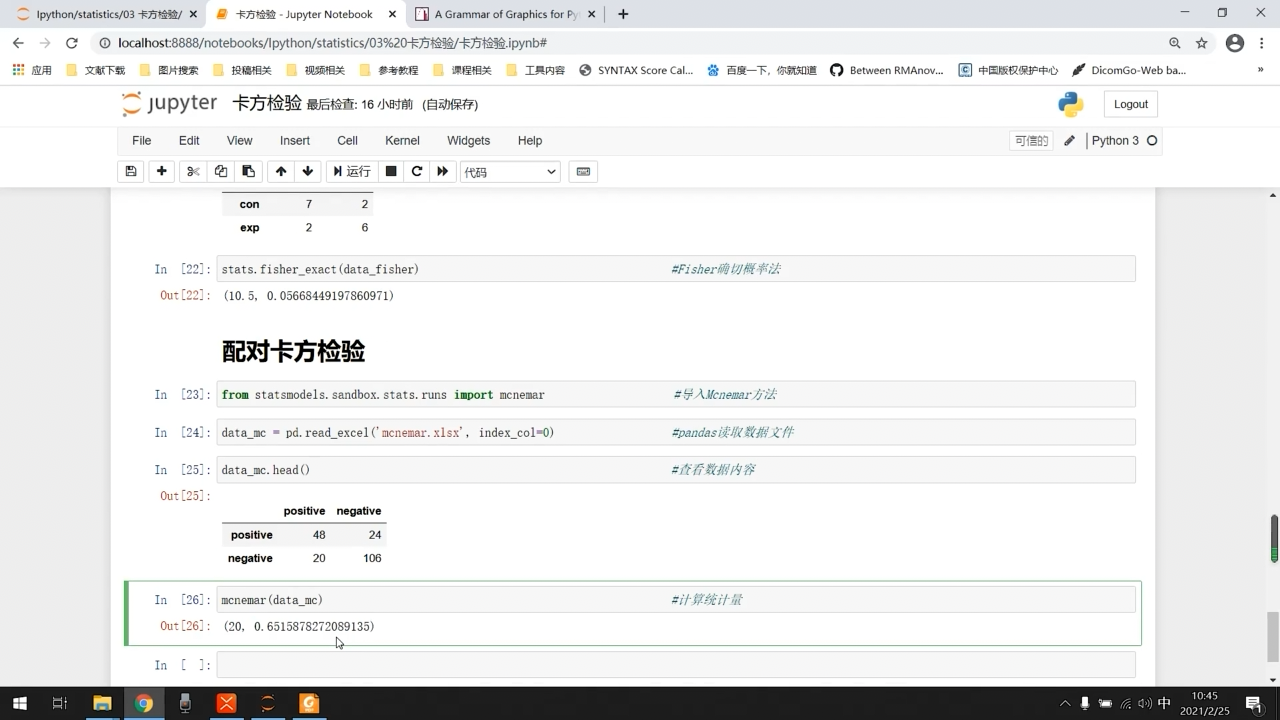 Ipython/statistics/03 卡方检验/
卡方检验 - Jupyter Notebook
A Grammar of Graphics for Py
localhost:8888/notebooks/Ipython/statistics/03%20卡方检验/卡方检验.ipynb#
应用 文献下载 图片搜索 投稿相关 视频相关 参考教程 课程相关 工具内容 SYNTAX Score Cal... 百度一下，你就知道 Between RMAnov... 中国版权保护中心 DicomGo-Web ba... »
jupyter 卡方检验 最后检查: 16 小时前 (自动保存) Logout
File Edit View Insert Cell Kernel Widgets Help 可信的 Python 3
运行 代码
con 7 2
exp 2 6
In [22]: stats.fisher_exact(data_fisher) #Fisher确切概率法
Out[22]: (10.5, 0.05668449197860971)
配对卡方检验
In [23]: from statsmodels.sandbox.stats.runs import mcnemar #导入Mcnemar方法
In [24]: data_mc = pd.read_excel('mcnemar.xlsx', index_col=0) #pandas读取数据文件
In [25]: data_mc.head() #查看数据内容
Out[25]:
positive negative
positive 48 24
negative 20 106
In [26]: mcnemar(data_mc) #计算统计量
Out[26]: (20, 0.6515878272089135)
In [ ]:
中 10:45
2021/2/25